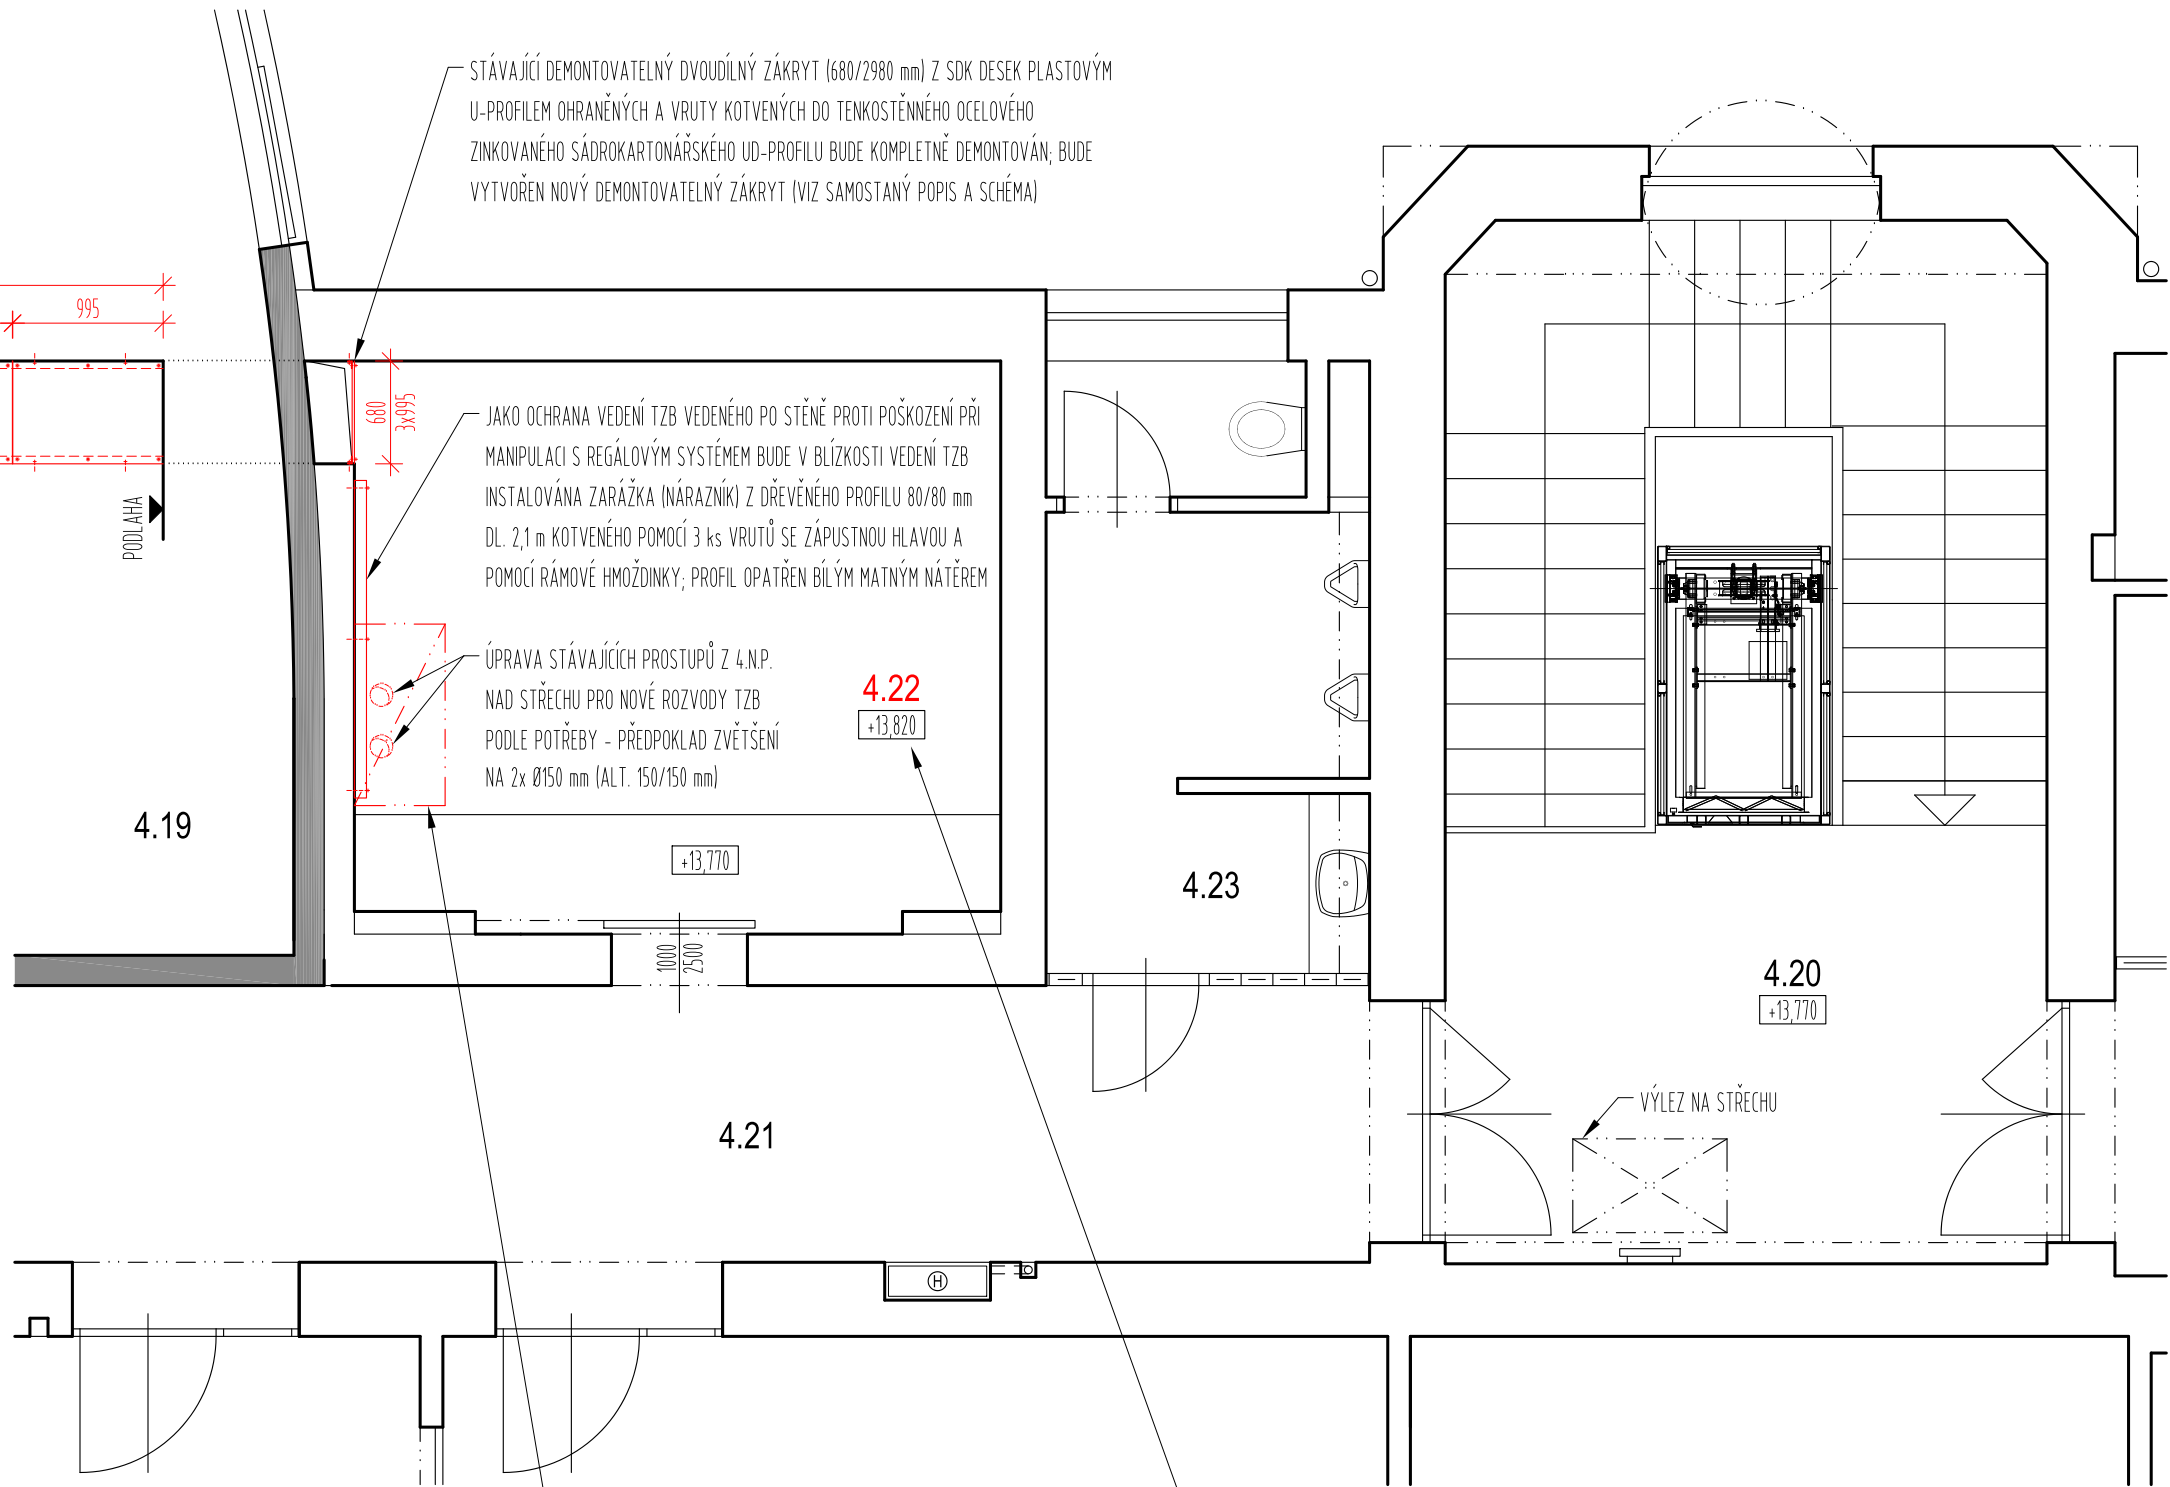 STÁVAJÍCÍ DEMONTOVATELNÝ DVOUDÍLNÝ ZÁKRYT (680/2980 mm) Z SDK DESEK PLASTOVÝM
U-PROFILEM OHRANĚNÝCH A VRUTY KOTVENÝCH DO TENKOSTĚNNÉHO OCELOVÉHO
ZINKOVANÉHO SÁDROKARTONÁŘSKÉHO UD-PROFILU BUDE KOMPLETNĚ DEMONTOVÁN; BUDE
VYTVOŘEN NOVÝ DEMONTOVATELNÝ ZÁKRYT (VIZ SAMOSTANÝ POPIS A SCHÉMA)
995
680
3x995
JAKO OCHRANA VEDENÍ TZB VEDENÉHO PO STĚNĚ PROTI POŠKOZENÍ PŘI
MANIPULACI S REGÁLOVÝM SYSTÉMEM BUDE V BLÍZKOSTI VEDENÍ TZB
INSTALOVÁNA ZARÁŽKA (NÁRAZNÍK) Z DŘEVĚNÉHO PROFILU 80/80 mm
DL. 2,1 m KOTVENÉHO POMOCÍ 3 ks VRUTŮ SE ZÁPUSTNOU HLAVOU A
POMOCÍ RÁMOVÉ HMOŽDINKY; PROFIL OPATŘEN BÍLÝM MATNÝM NÁTĚREM
PODLAHA
ÚPRAVA STÁVAJÍCÍCH PROSTUPŮ Z 4.N.P.
NAD STŘECHU PRO NOVÉ ROZVODY TZB
PODLE POTŘEBY - PŘEDPOKLAD ZVĚTŠENÍ
NA 2x Ø150 mm (ALT. 150/150 mm)
4.22
+13,820
4.19
+13,770
4.23
1000
2500
4.20
+13,770
VÝLEZ NA STŘECHU
4.21
H